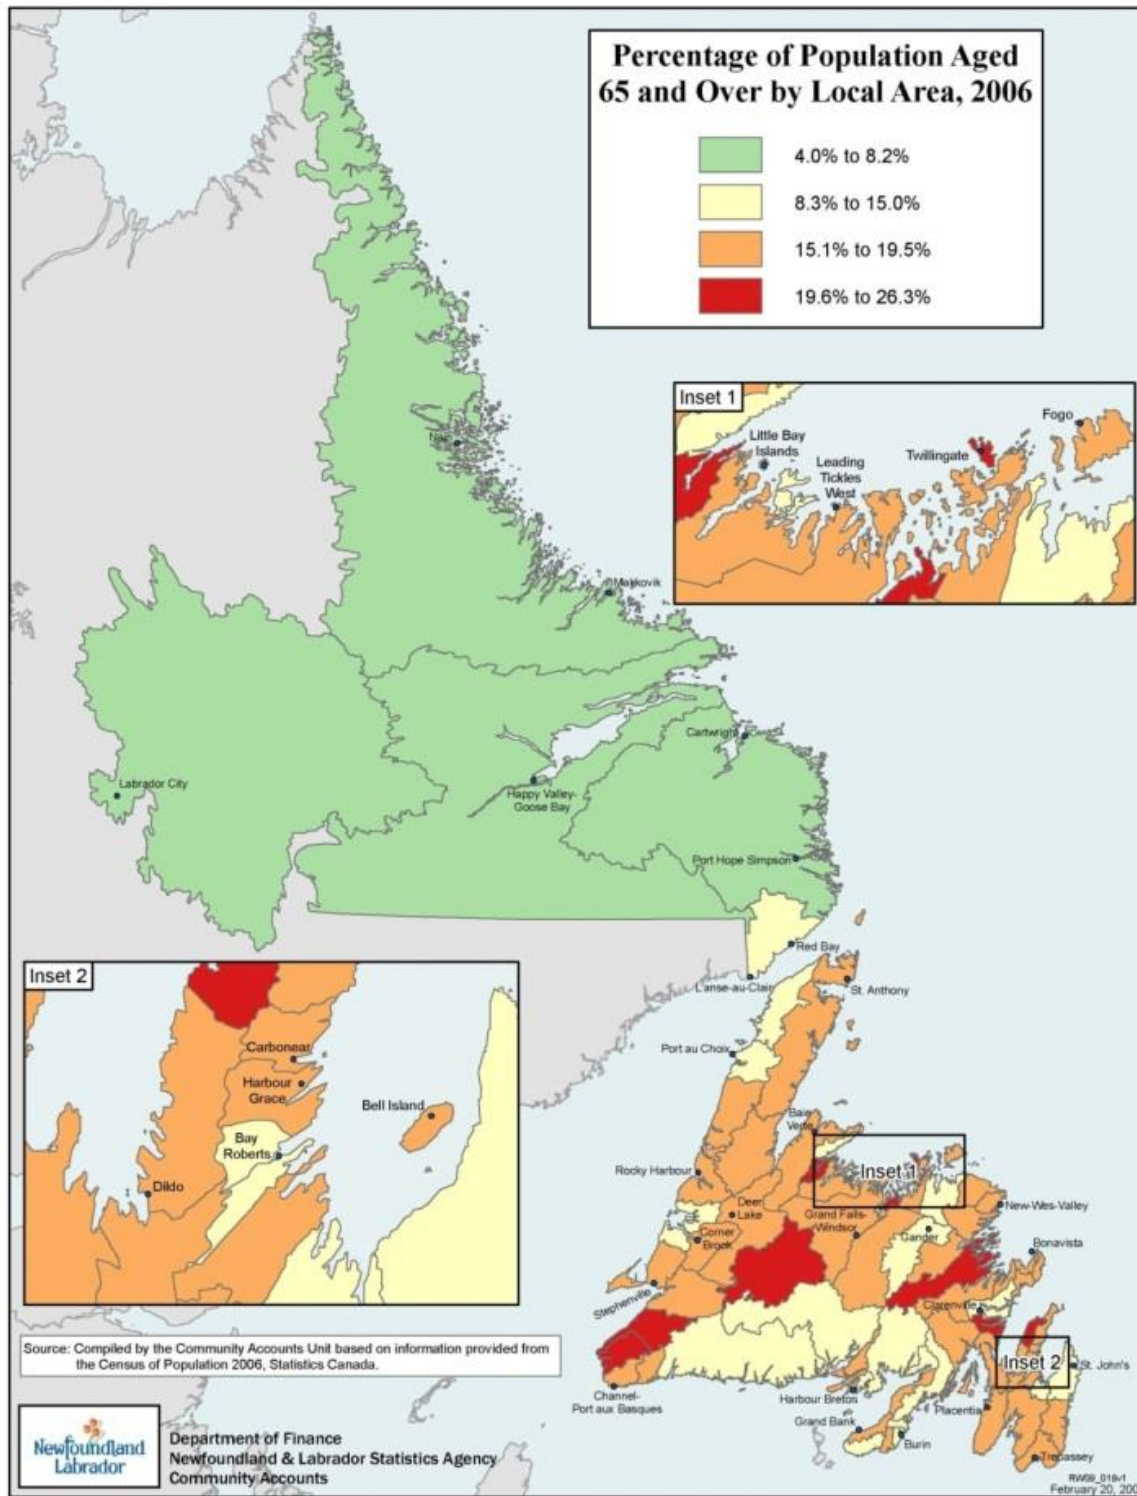 Percentage of Population Aged
65 and Over by Local Area, 2006
4.0% to 8.2%
8.3% to 15.0%
15.1% to 19.5%
19.6% to 26.3%
Inset 1
Fogo
Little Bay
Islands
Twillingate
Leading
Tickles
West
Nain
Makkovik
Cartwright
Labrador City
Happy Valley-
Goose Bay
Port Hope Simpson
Red Bay
L'anse-au-Clair
St. Anthony
Port au Choix
Baie
Verte
Inset 1
Rocky Harbour
Deer
Lake
Grand Falls-
Windsor
New-Wes-Valley
Corner
Brook
Gander
Bonavista
Stephenville
Clarenville
Inset 2
St. John's
Channel-
Port aux Basques
Harbour Breton
Placentia
Grand Bank
Burin
Trepassey
Inset 2
Carbonear
Harbour
Grace
Bell Island
Bay
Roberts
Dildo
Source: Compiled by the Community Accounts Unit based on information provided from
the Census of Population 2006, Statistics Canada.
Newfoundland
Labrador
Department of Finance
Newfoundland & Labrador Statistics Agency
Community Accounts
RW09_018v1
February 20, 200